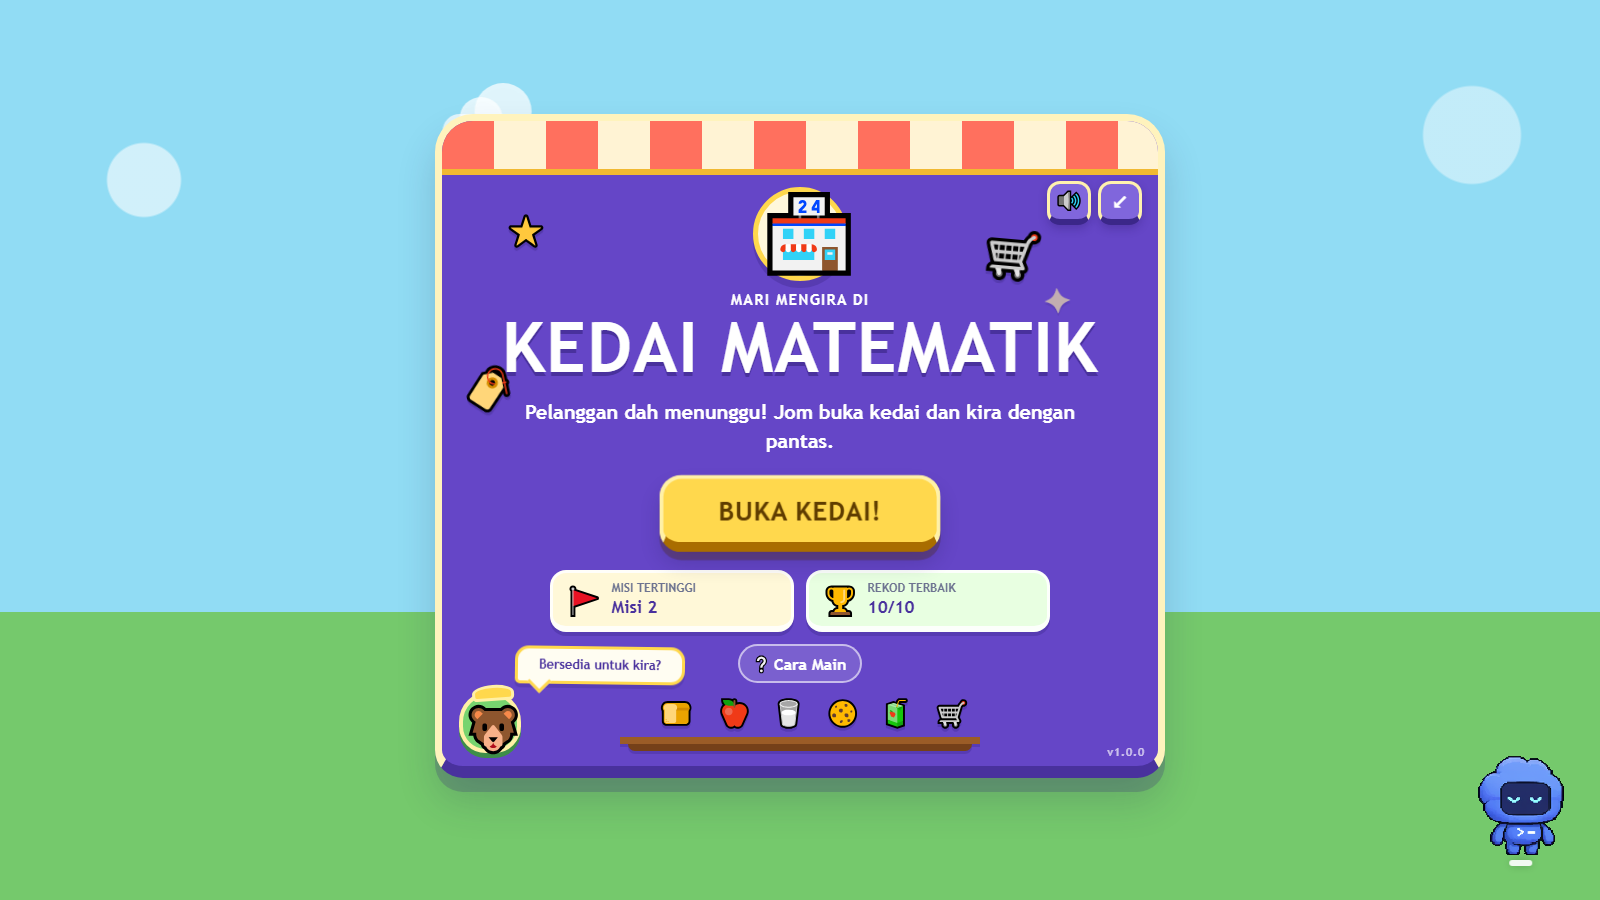 24
MARI MENGIRA DI
KEDAI MATEMATIK
Pelanggan dah menunggu! Jom buka kedai dan kira dengan
pantas.
BUKA KEDAI!
MISI TERTINGGI
Misi 2
REKOD TERBAIK
10/10
Bersedia untuk kira?
? Cara Main
v1.0.0
>-